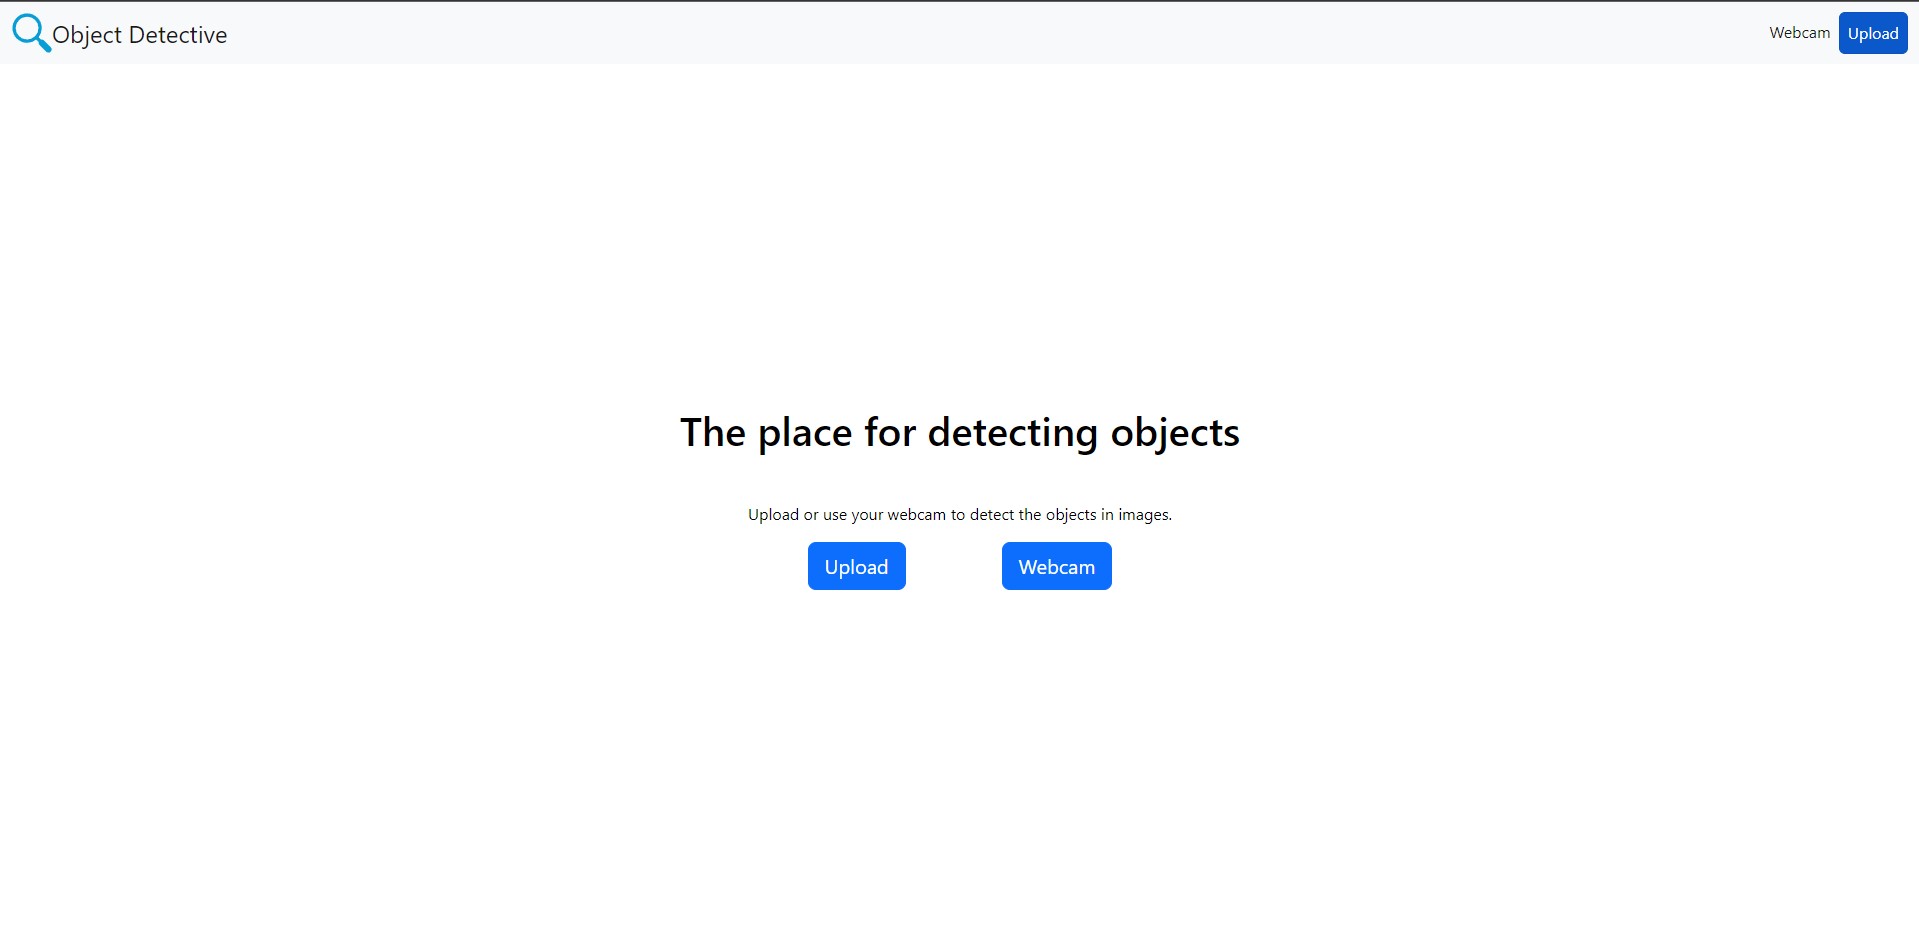 Object Detective
Webcam
Upload
The place for detecting objects
Upload or use your webcam to detect the objects in images.
Upload
Webcam